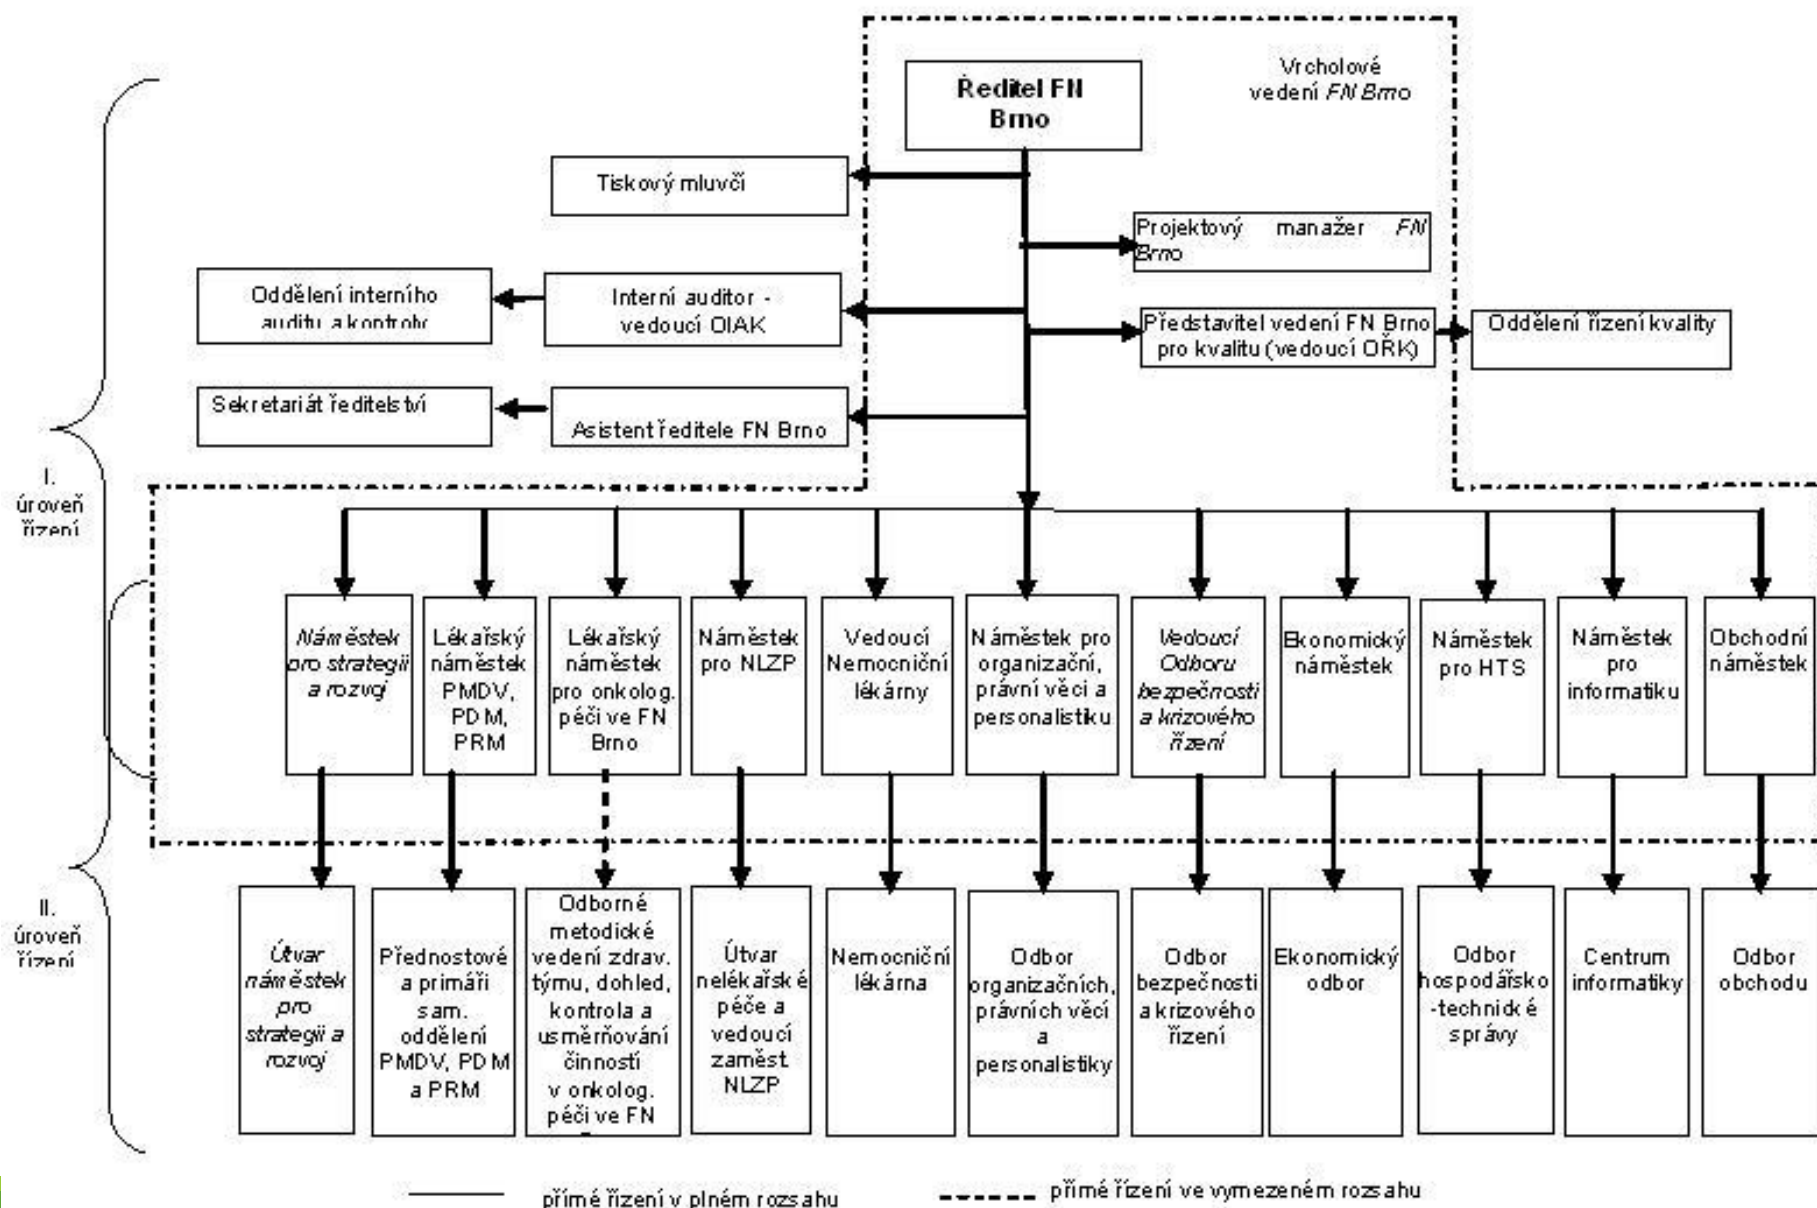 Ředitel FN
Brno
Vrcholové
vedení FN Brno
Tiskový mluvčí
Projektový manažer FN
Brno
Oddělení interního
auditu a kontroly
Interní auditor -
vedoucí OIAK
Představitel vedení FN Brno
pro kvalitu (vedoucí OŘK)
Oddělení řízení kvality
Sekretariát ředitelství
Asistent ředitele FN Brno
I.
úroveň
řízení
Náměstek
pro strategii
a rozvoj
Lékařský
náměstek
PMDV,
PDM,
PRM
Lékařský
náměstek
pro onkolog.
péči ve FN
Brno
Náměstek
pro NLZP
Vedoucí
Nemocniční
lékárny
Náměstek pro
organizační,
právní věci a
personalistiku
Vedoucí
Odboru
bezpečnosti
a krizového
řízení
Ekonomický
náměstek
Náměstek
pro HTS
Náměstek
pro
informatiku
Obchodní
náměstek
II.
úroveň
řízení
Útvar
náměstek
pro
strategii a
rozvoj
Přednostové
a primáři
sam.
oddělení
PMDV, PDM
a PRM
Odborné
metodické
vedení zdrav.
týmu, dohled,
kontrola a
usměrňování
činností
v onkolog.
péči ve FN
Útvar
nelékařské
péče a
vedoucí
zaměst.
NLZP
Nemocniční
lékárna
Odbor
organizačních,
právních věcí
a
personalistiky
Odbor
bezpečnosti
a krizového
řízení
Ekonomický
odbor
Odbor
hospodářsko
-technické
správy
Centrum
informatiky
Odbor
obchodu
přímé řízení v plném rozsahu
přímé řízení ve vymezeném rozsahu